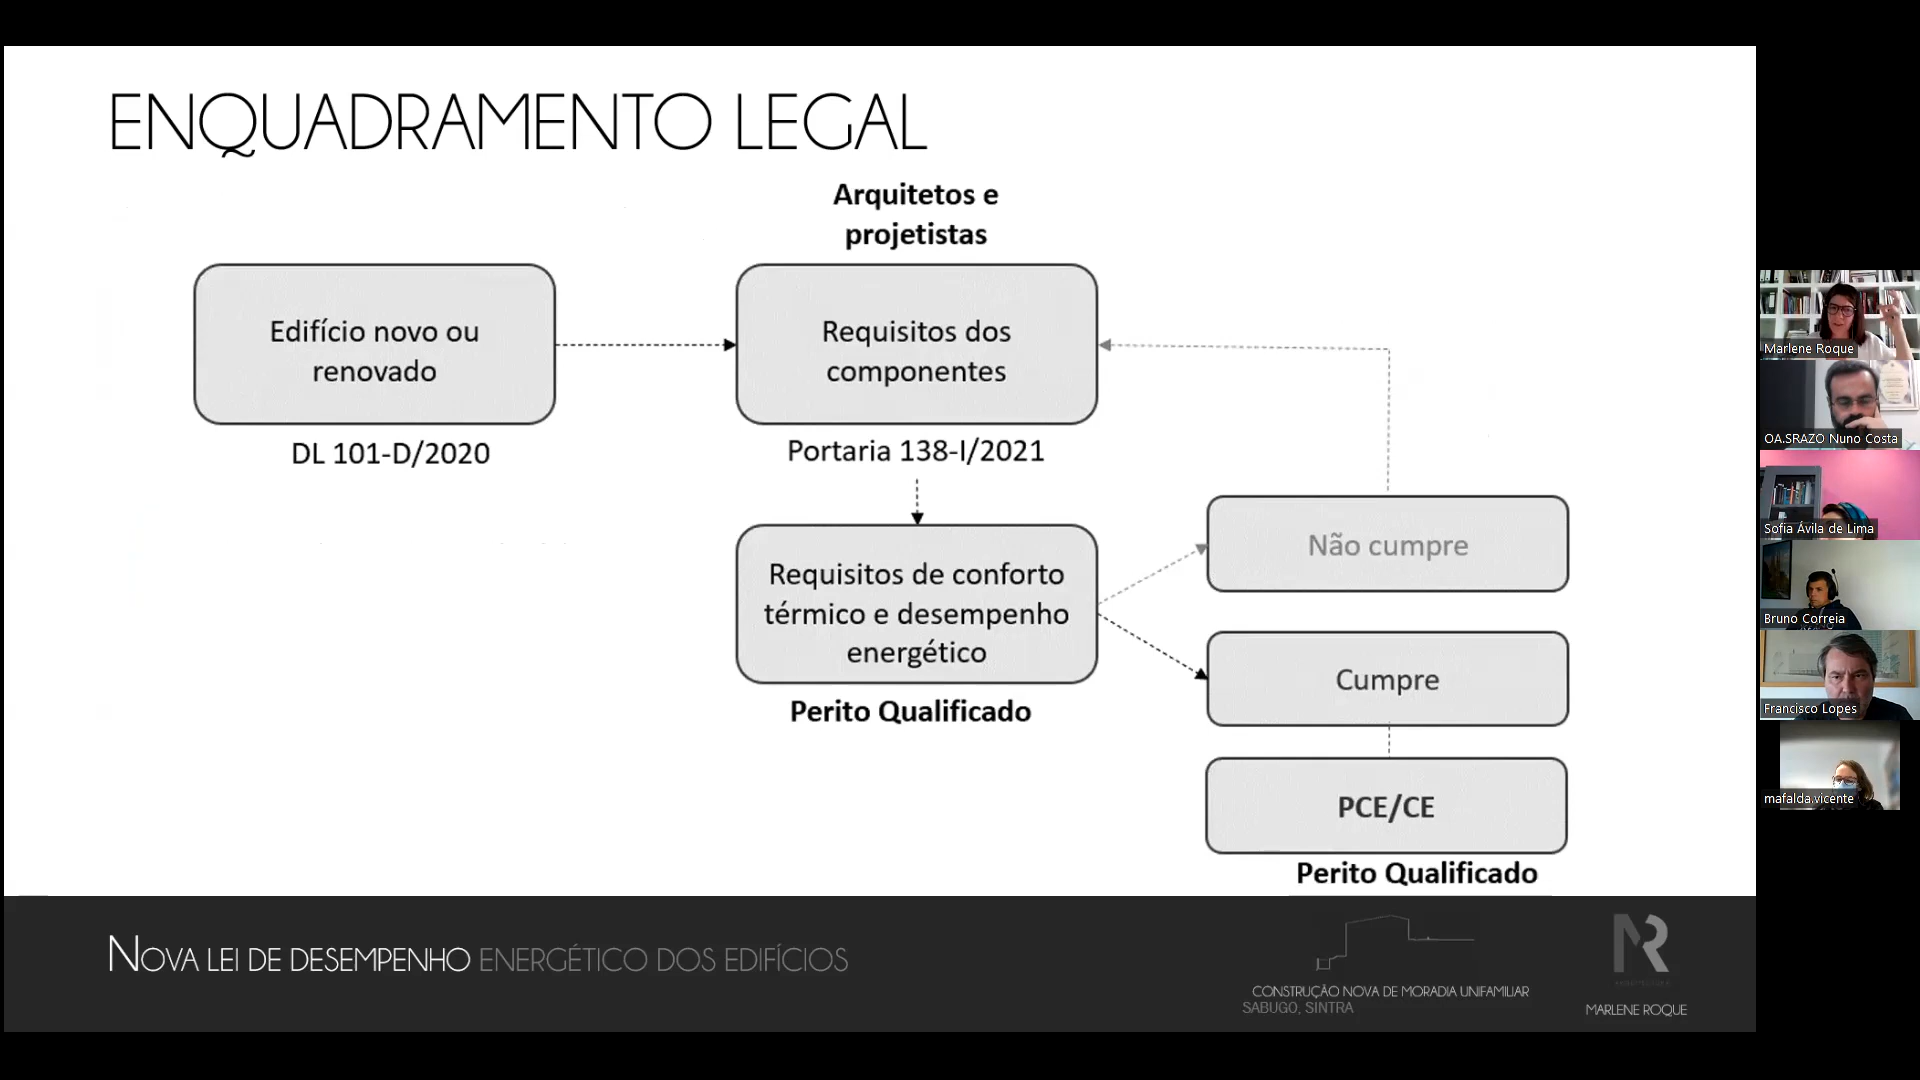 ENQUADRAMENTO LEGAL
Arquitetos e
projetistas
Edifício novo ou
renovado
Requisitos dos
componentes
DL 101-D/2020
Portaria 138-I/2021
Requisitos de conforto
térmico e desempenho
energético
Não cumpre
Cumpre
Perito Qualificado
PCE/CE
Perito Qualificado
NOVA LEI DE DESEMPENHO ENERGÉTICO DOS EDIFÍCIOS
CONSTRUÇÃO NOVA DE MORADIA UNIFAMILIAR
SABUGO, SINTRA
MR
MARLENE ROQUE
Marlene Roque
OA.SRAZO Nuno Costa
Sofia Ávila de Lima
Bruno Correia
Francisco Lopes
mafalda.vicente